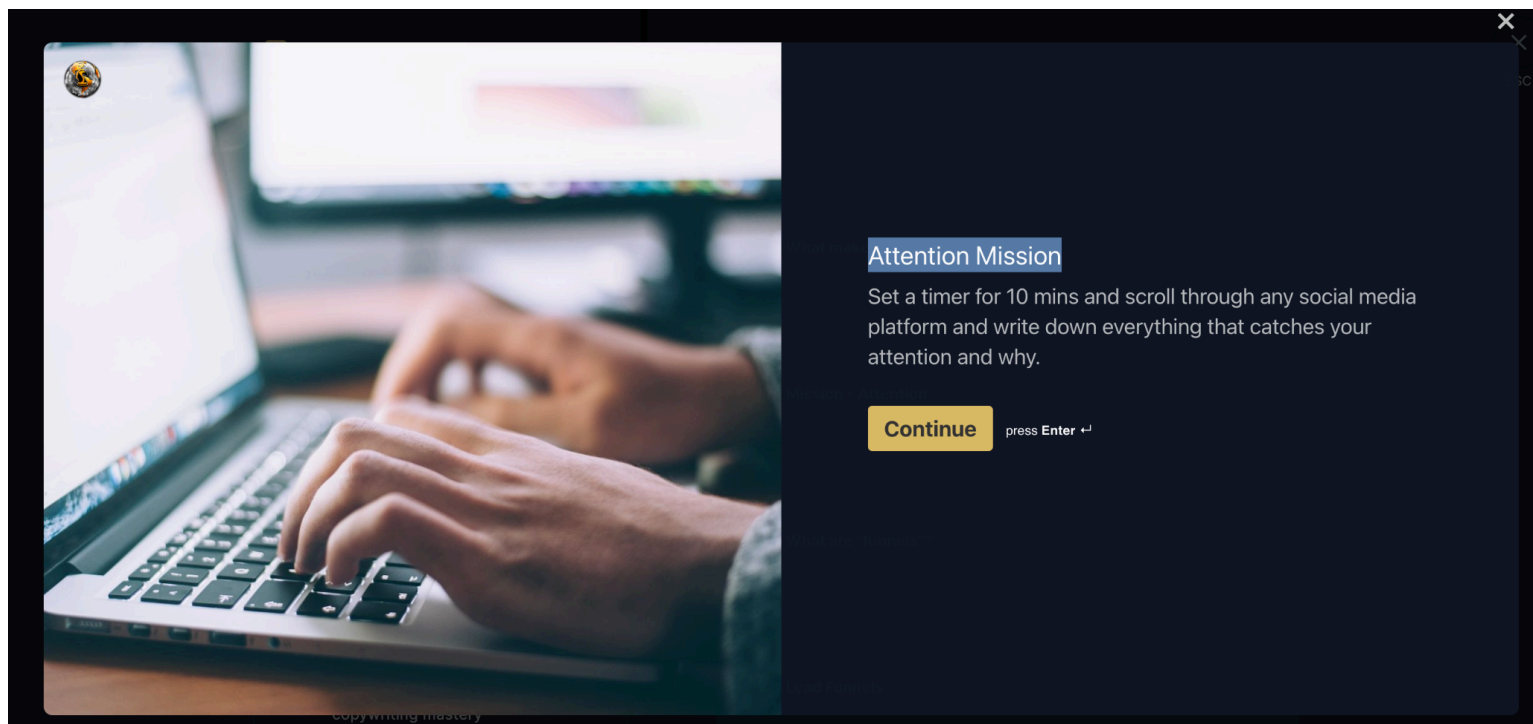 Attention Mission
Set a timer for 10 mins and scroll through any social media
platform and write down everything that catches your
attention and why.
Continue press Enter ↵
copywriting mastery